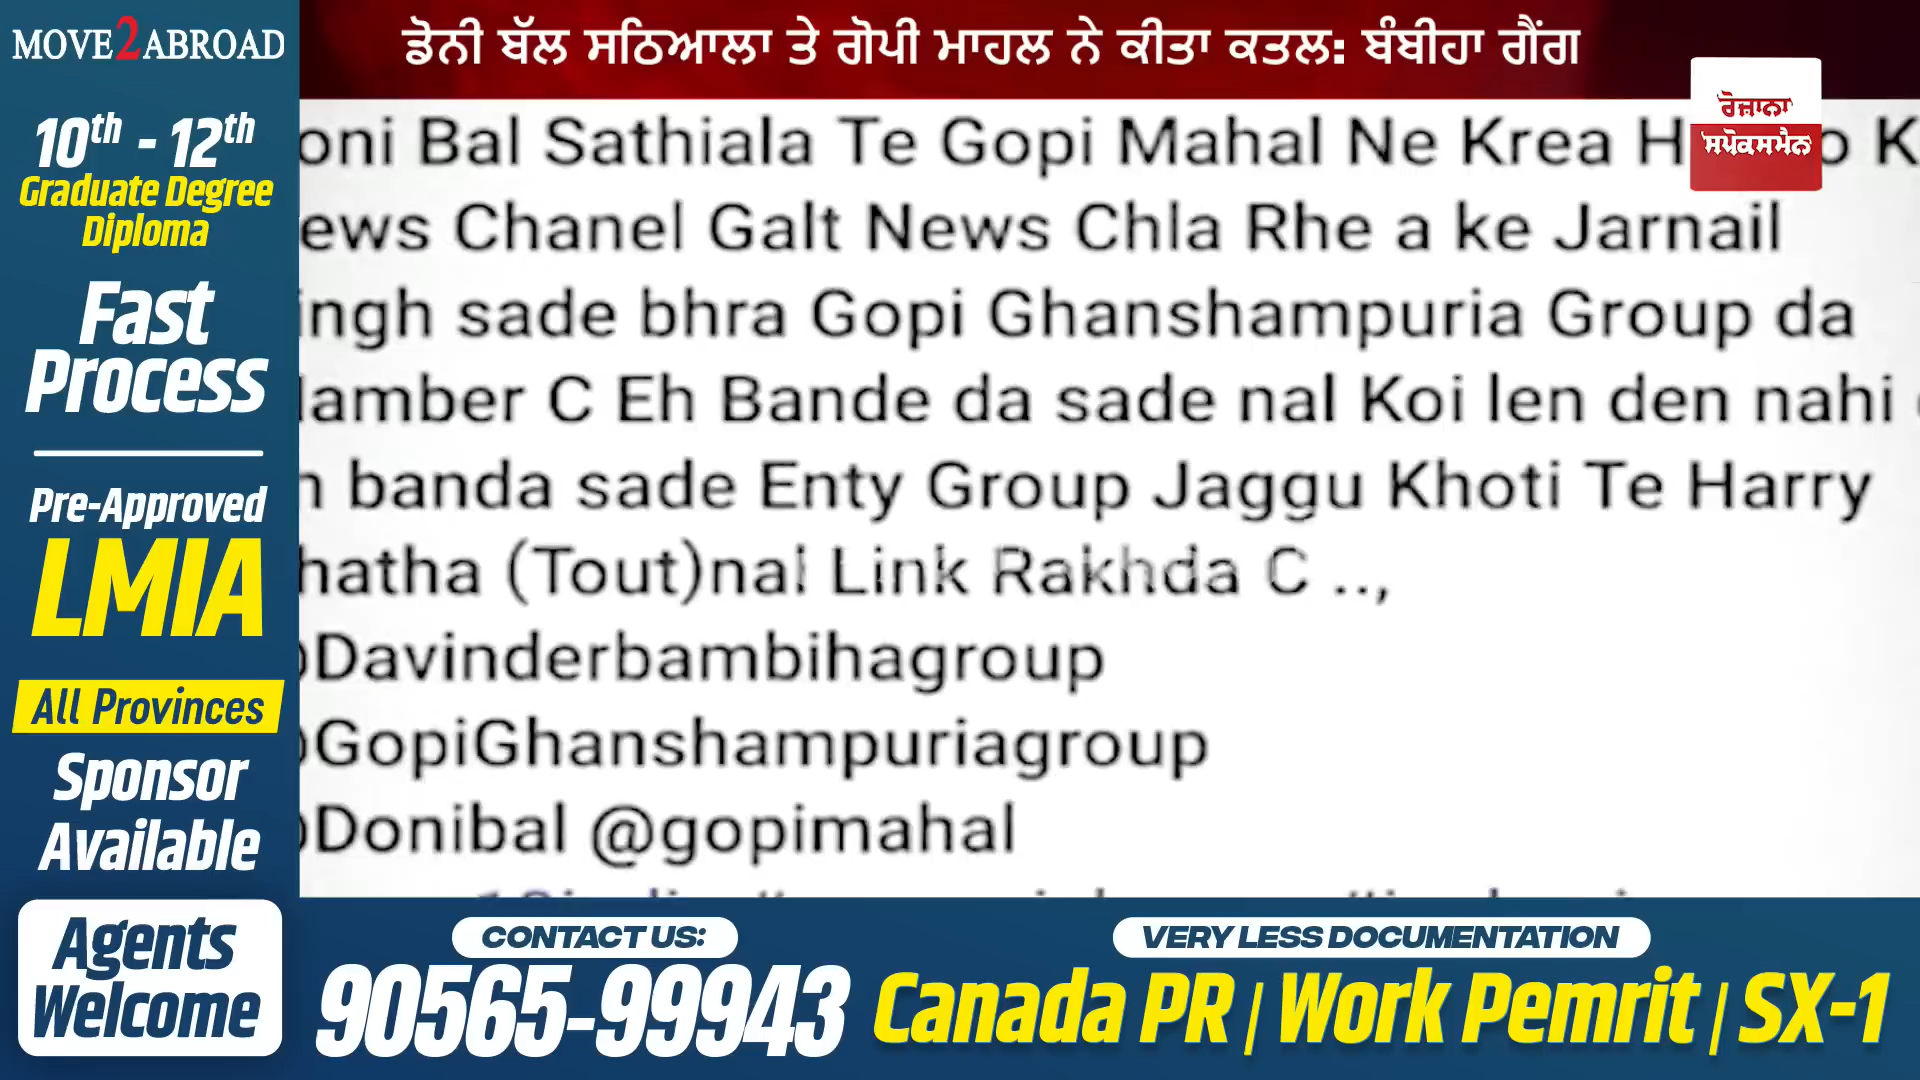 MOVE2ABROAD
10th - 12th
Graduate Degree
Diploma
Fast
Process
Pre-Approved
LMIA
All Provinces
Sponsor
Available
Agents
Welcome
ਡੋਨੀ ਬੱਲ ਸਠਿਆਲਾ ਤੇ ਗੋਪੀ ਮਾਹਲ ਨੇ ਕੀਤਾ ਕਤਲ: ਬੰਬੀਹਾ ਗੈਂਗ
ਰੋਜ਼ਾਨਾ
ਸਪੋਕਸਮੈਨ
oni Bal Sathiala Te Gopi Mahal Ne Krea H
ews Chanel Galt News Chla Rhe a ke Jarnail
ingh sade bhra Gopi Ghanshampuria Group da
amber C Eh Bande da sade nal Koi len den nahi
banda sade Enty Group Jaggu Khoti Te Harry
hatha (Tout)nal Link Rakhda C ..,
Davinderbambihagroup
GopiGhanshampuriagroup
Donibal @gopimahal
CONTACT US:
90565-99943
VERY LESS DOCUMENTATION
Canada PR | Work Pemrit | SX-1